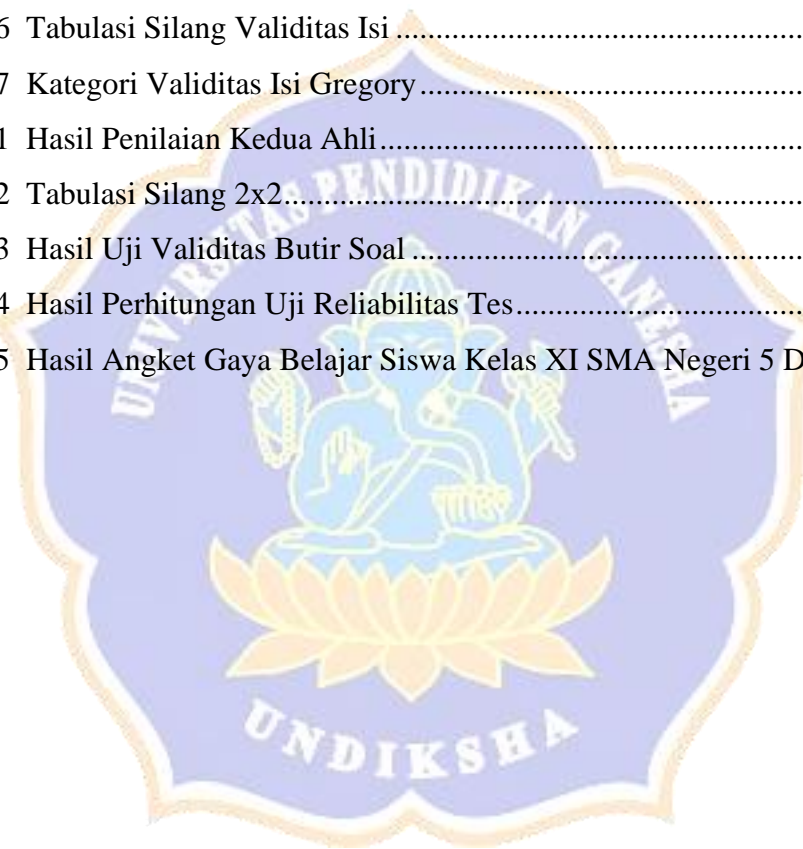 6 Tabulasi Silang Validitas Isi ..................................................
7 Kategori Validitas Isi Gregory ...............................................
1 Hasil Penilaian Kedua Ahli ....................................................
2 Tabulasi Silang 2x2 ................................................................
3 Hasil Uji Validitas Butir Soal ................................................
4 Hasil Perhitungan Uji Reliabilitas Tes ...................................
5 Hasil Angket Gaya Belajar Siswa Kelas XI SMA Negeri 5 D
UNIVERSITAS PENDIDIKAN GANESHA
UNDIKSHA